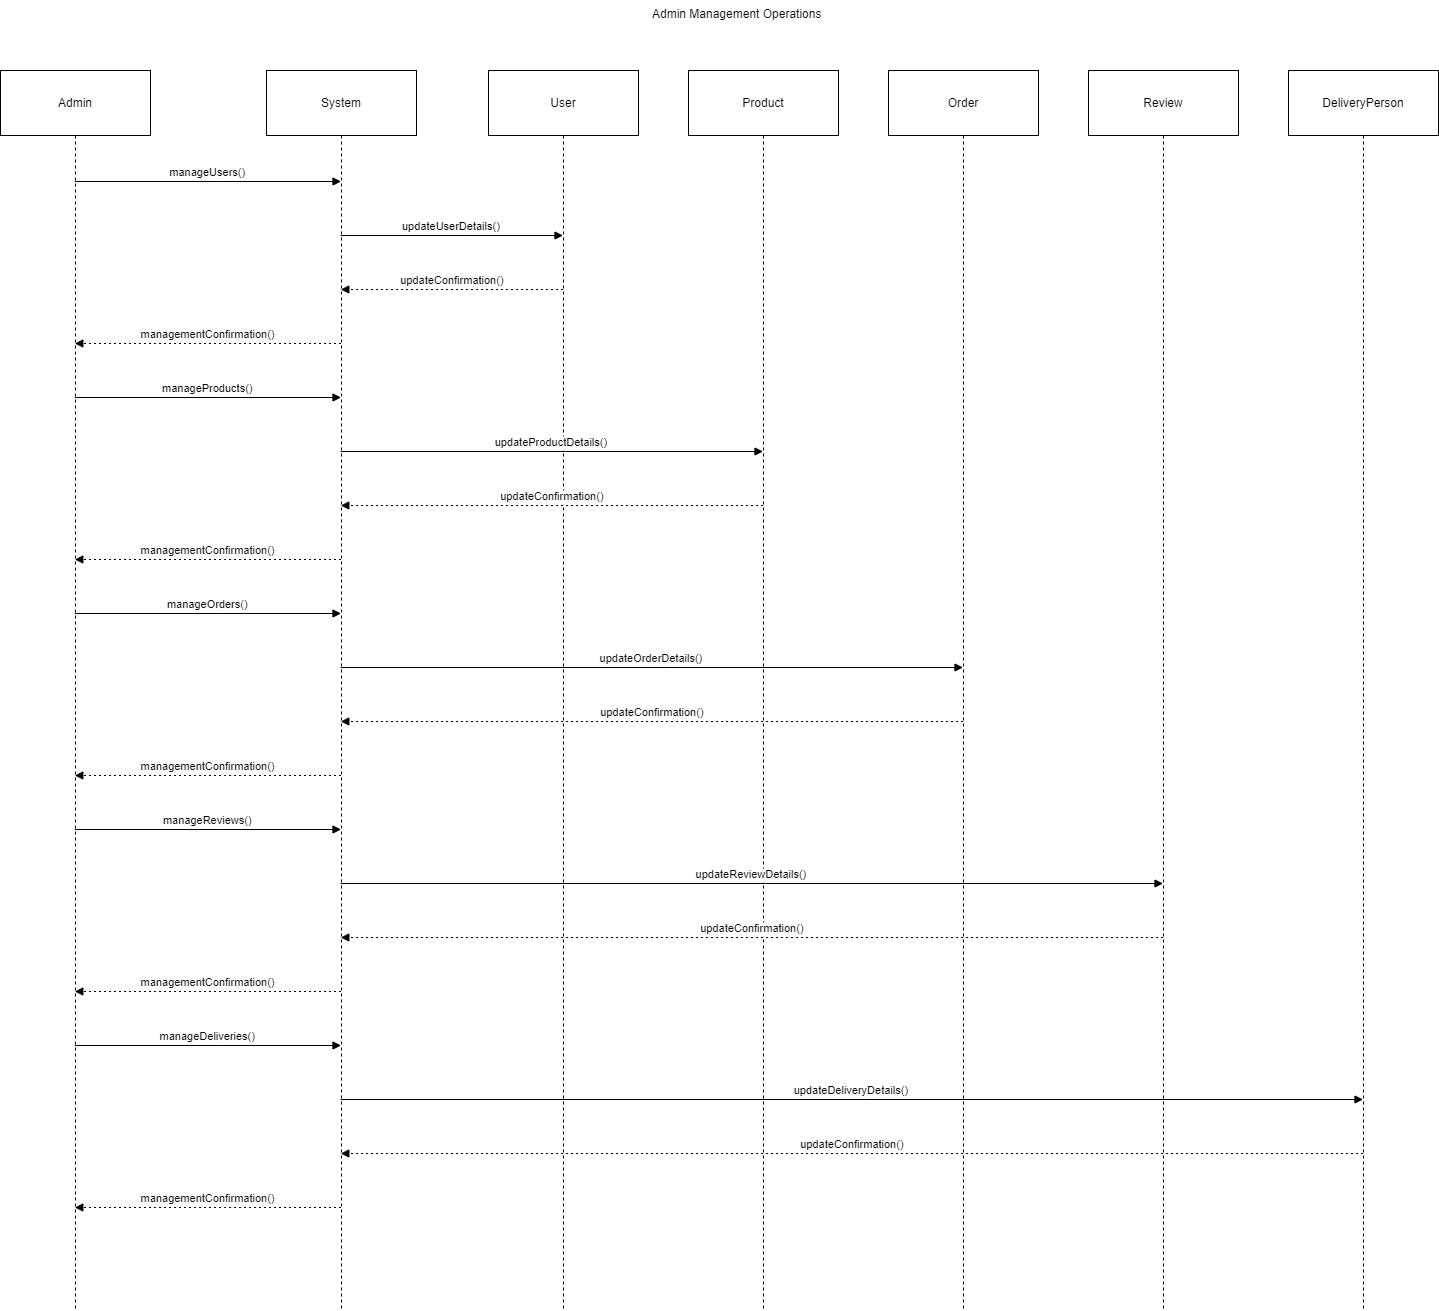 Admin Management Operations
Admin
System
User
Product
Order
Review
DeliveryPerson
manageUsers()
updateUserDetails()
updateConfirmation()
managementConfirmation()
manageProducts()
updateProductDetails()
updateConfirmation()
managementConfirmation()
manageOrders()
updateOrderDetails()
updateConfirmation()
managementConfirmation()
manageReviews()
updateReviewDetails()
updateConfirmation()
managementConfirmation()
manageDeliveries()
updateDeliveryDetails()
updateConfirmation()
managementConfirmation()